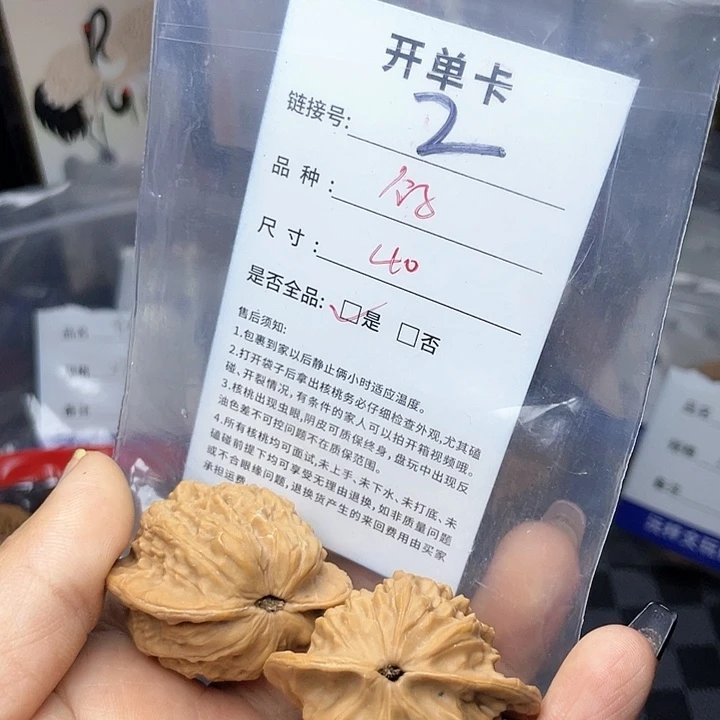 开单卡
链接号: 2
品 种:
尺 寸: 40
是否全品: ☑是 □否
售后须知:
1.包裹到家以后静止俩小时适应温度。
2.打开袋子后拿出核桃务必仔细检查外观,尤其磕
碰、开裂情况,有条件的家人可以拍开箱视频哦。
3.核桃出现虫眼,阴皮可质保终身,盘玩中出现反
油色差不可控问题不在质保范围。
4.所有核桃均可面试,未上手、未下水、未打底、未
磕碰前提下均可享受无理由退换,如非质量问题
或不合眼缘问题,退换货产生的来回费用由买家
承担运费